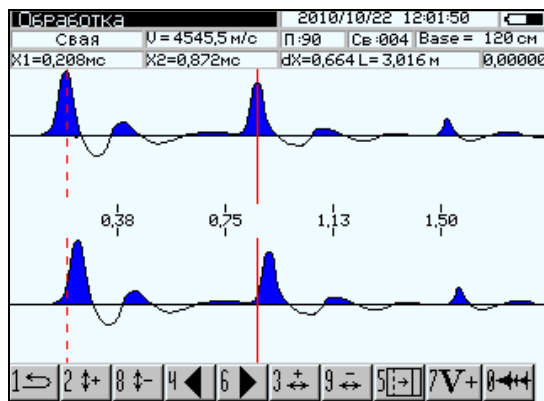 Обработка 2010/10/22 12:01:50
Свая V = 4545,5 м/с П:90 Св:004 Base = 120 см
X1=0,208мс X2=0,872мс dX=0,664 L= 3,016 м 0,00000
0,38 0,75 1,13 1,50
1 2 + 8 - 4 6 3 + 9 - 5 7V+ 0